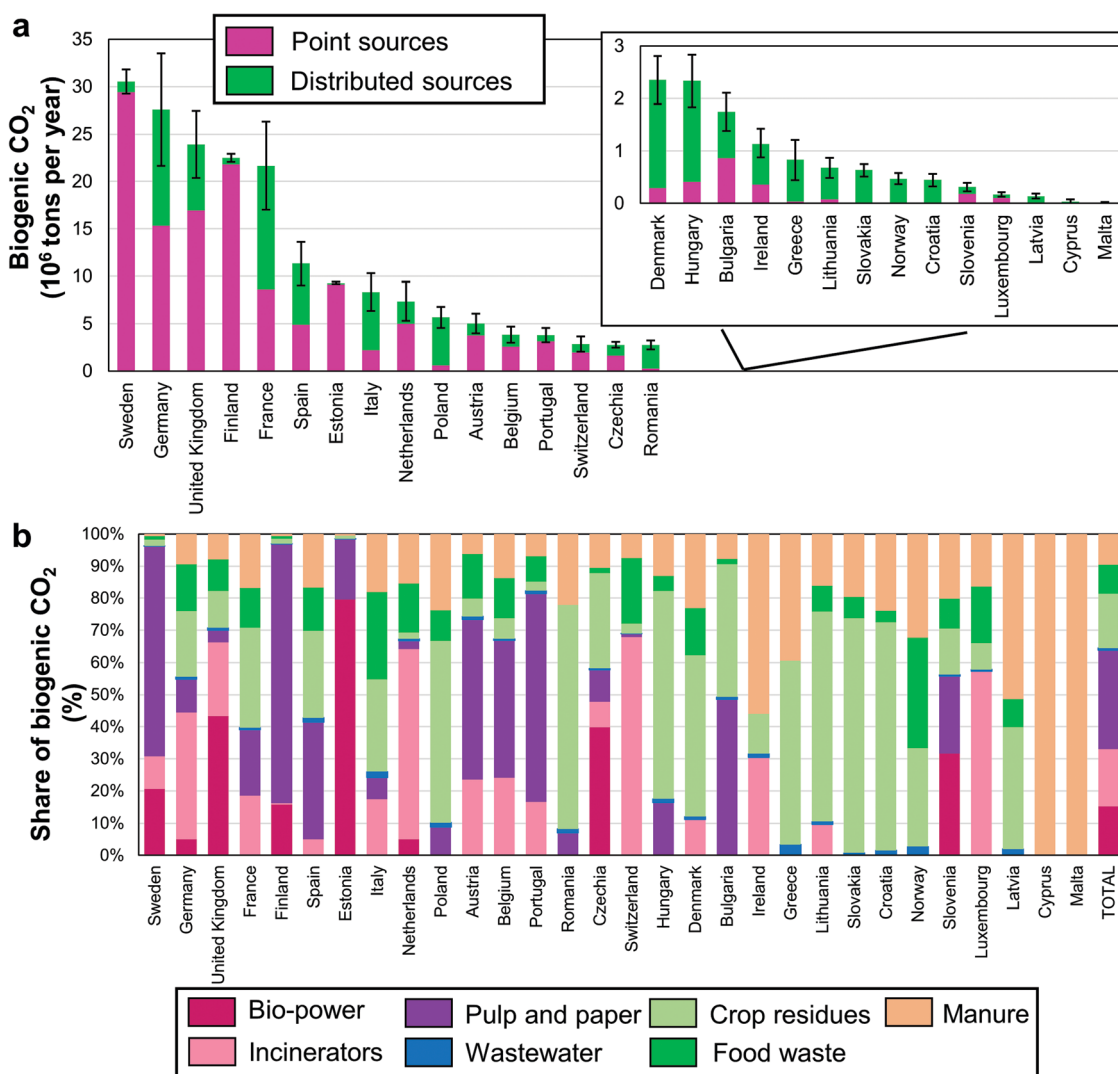 a
Biogenic CO2
(10^6 tons per year)
35
30
25
20
15
10
5
0
Point sources
Distributed sources
Sweden
Germany
United Kingdom
Finland
France
Spain
Estonia
Italy
Netherlands
Poland
Austria
Belgium
Portugal
Switzerland
Czechia
Romania
3
2
1
0
Denmark
Hungary
Bulgaria
Ireland
Greece
Lithuania
Slovakia
Norway
Croatia
Slovenia
Luxembourg
Latvia
Cyprus
Malta
b
Share of biogenic CO2
(%)
100%
90%
80%
70%
60%
50%
40%
30%
20%
10%
0%
Sweden
Germany
United Kingdom
France
Finland
Spain
Estonia
Italy
Netherlands
Poland
Austria
Belgium
Portugal
Romania
Czechia
Switzerland
Hungary
Denmark
Bulgaria
Ireland
Greece
Lithuania
Slovakia
Croatia
Norway
Slovenia
Luxembourg
Latvia
Cyprus
Malta
TOTAL
Bio-power
Pulp and paper
Crop residues
Manure
Incinerators
Wastewater
Food waste